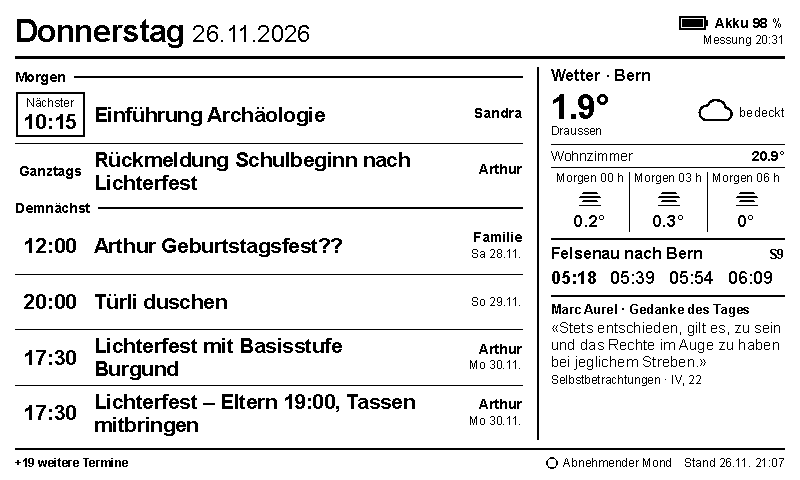 Donnerstag 26.11.2026
Akku 98 %
Messung 20:31
Morgen
Nächster
10:15
Einführung Archäologie
Sandra
Ganztags
Rückmeldung Schulbeginn nach
Lichterfest
Arthur
Demnächst
12:00
Arthur Geburtstagsfest??
Familie
Sa 28.11.
20:00
Türli duschen
So 29.11.
17:30
Lichterfest mit Basisstufe
Burgund
Arthur
Mo 30.11.
17:30
Lichterfest – Eltern 19:00, Tassen
mitbringen
Arthur
Mo 30.11.
Wetter · Bern
1.9°
bedeckt
Draussen
Wohnzimmer 20.9°
Morgen 00 h Morgen 03 h Morgen 06 h
0.2° 0.3° 0°
Felsenau nach Bern S9
05:18 05:39 05:54 06:09
Marc Aurel · Gedanke des Tages
«Stets entschieden, gilt es, zu sein
und das Rechte im Auge zu haben
bei jeglichem Streben.»
Selbstbetrachtungen · IV, 22
+19 weitere Termine
Abnehmender Mond Stand 26.11. 21:07